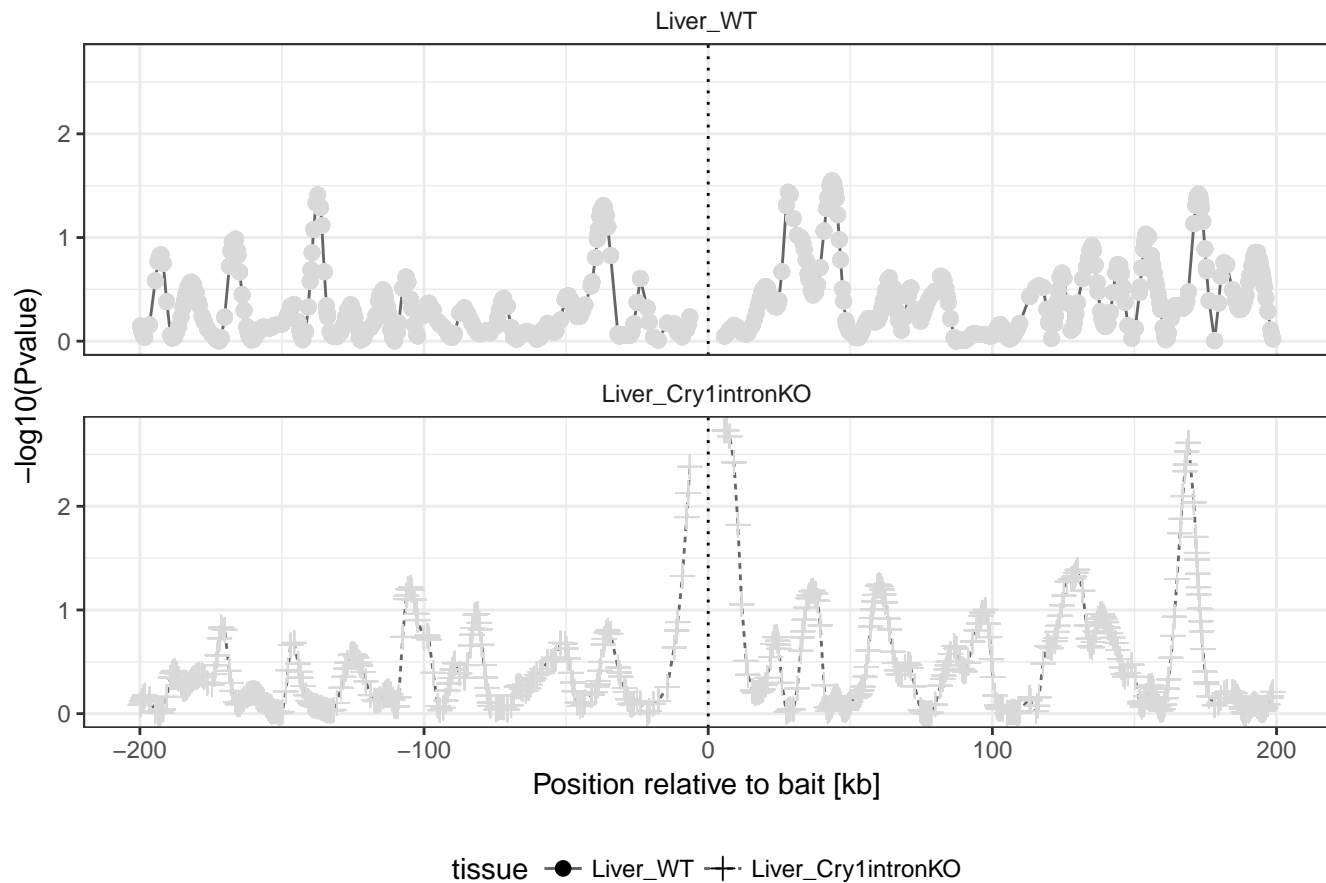 Liver_WT
2
1
0
Liver_Cry1intronKO
2
1
0
−log10(Pvalue)
−200
−100
0
100
200
Position relative to bait [kb]
tissue Liver_WT Liver_Cry1intronKO